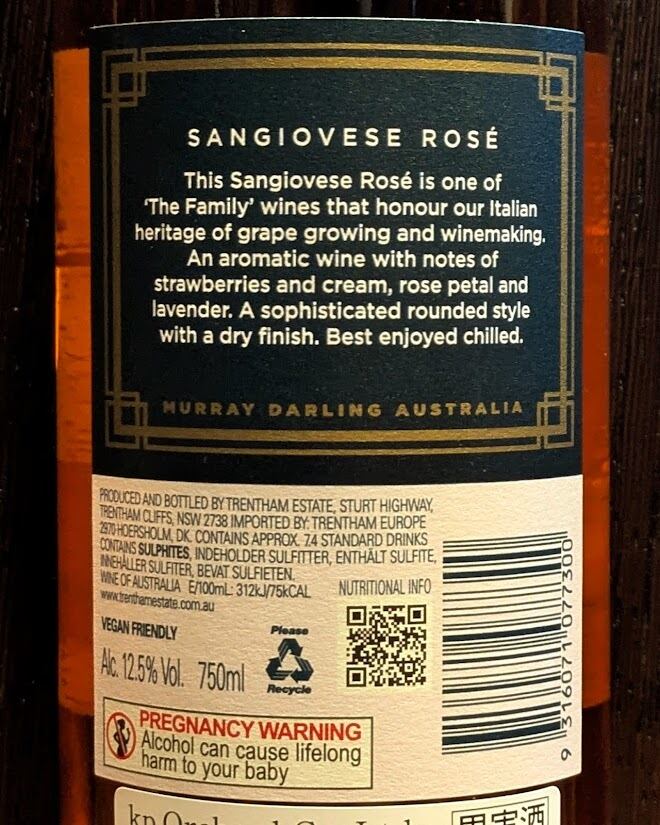 SANGIOVESE ROSÉ
This Sangiovese Rosé is one of
'The Family' wines that honour our Italian
heritage of grape growing and winemaking.
An aromatic wine with notes of
strawberries and cream, rose petal and
lavender. A sophisticated rounded style
with a dry finish. Best enjoyed chilled.
MURRAY DARLING AUSTRALIA
PRODUCED AND BOTTLED BY TRENTHAM ESTATE, STURT HIGHWAY,
TRENTHAM CLIFFS, NSW 2738 IMPORTED BY: TRENTHAM EUROPE
2970-HOERSHOLM, DK. CONTAINS APPROX. 7.4 STANDARD DRINKS
CONTAINS SULPHITES, INDEHOLDER SULFITTER, ENTHÄLT SULFITE,
INNEHÅLLER SULFITER, BEVAT SULFIETEN.
WINE OF AUSTRALIA E/100mL: 312kJ/75kCAL
www.trenthamestate.com.au
NUTRITIONAL INFO
VEGAN FRIENDLY
Alc. 12.5% Vol. 750ml
Please
Recycle
9 316071 077300
PREGNANCY WARNING
Alcohol can cause lifelong
harm to your baby
果実酒